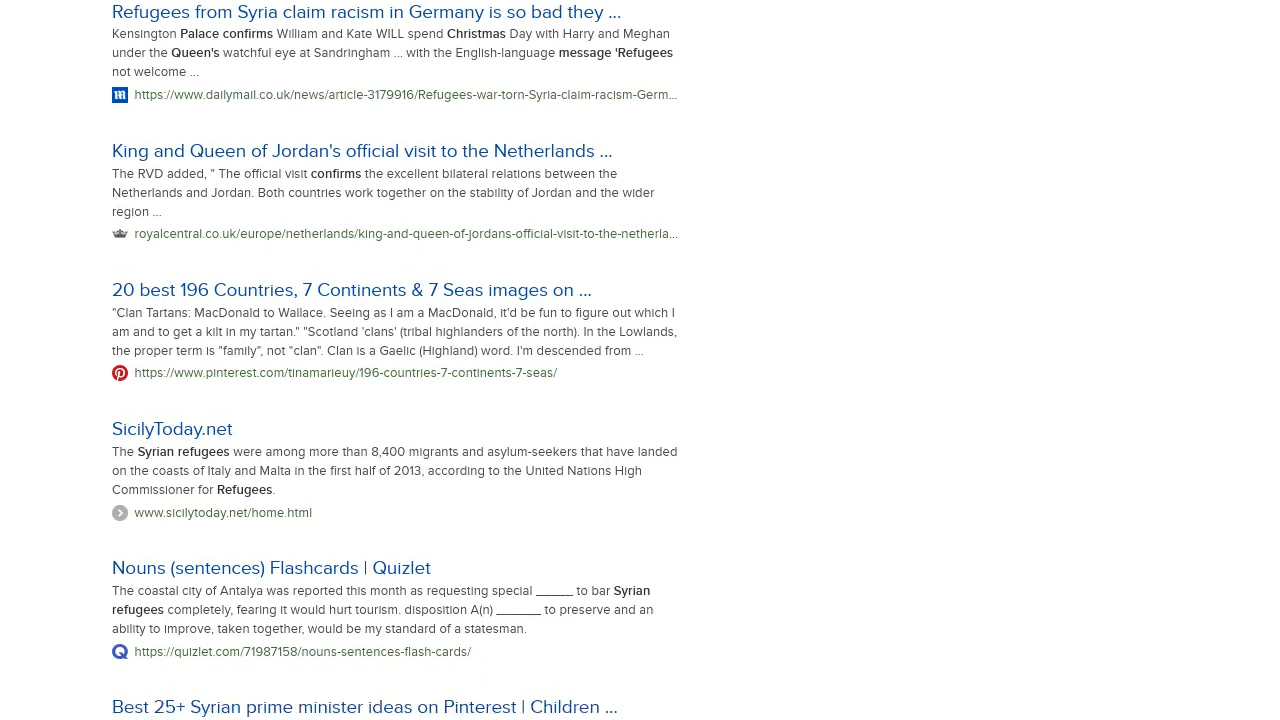 Refugees from Syria claim racism in Germany is so bad they ...
Kensington Palace confirms William and Kate WILL spend Christmas Day with Harry and Meghan
under the Queen's watchful eye at Sandringham ... with the English-language message 'Refugees
not welcome ...
https://www.dailymail.co.uk/news/article-3179916/Refugees-war-torn-Syria-claim-racism-Germ...
King and Queen of Jordan's official visit to the Netherlands ...
The RVD added, " The official visit confirms the excellent bilateral relations between the
Netherlands and Jordan. Both countries work together on the stability of Jordan and the wider
region ...
royalcentral.co.uk/europe/netherlands/king-and-queen-of-jordans-official-visit-to-the-netherla...
20 best 196 Countries, 7 Continents & 7 Seas images on ...
"Clan Tartans: MacDonald to Wallace. Seeing as I am a MacDonald, it'd be fun to figure out which I
am and to get a kilt in my tartan." "Scotland 'clans' (tribal highlanders of the north). In the Lowlands,
the proper term is "family", not "clan". Clan is a Gaelic (Highland) word. I'm descended from ...
https://www.pinterest.com/tinamarieuy/196-countries-7-continents-7-seas/
SicilyToday.net
The Syrian refugees were among more than 8,400 migrants and asylum-seekers that have landed
on the coasts of Italy and Malta in the first half of 2013, according to the United Nations High
Commissioner for Refugees.
www.sicilytoday.net/home.html
Nouns (sentences) Flashcards | Quizlet
The coastal city of Antalya was reported this month as requesting special _____ to bar Syrian
refugees completely, fearing it would hurt tourism. disposition A(n) ______ to preserve and an
ability to improve, taken together, would be my standard of a statesman.
https://quizlet.com/71987158/nouns-sentences-flash-cards/
Best 25+ Syrian prime minister ideas on Pinterest | Children ...